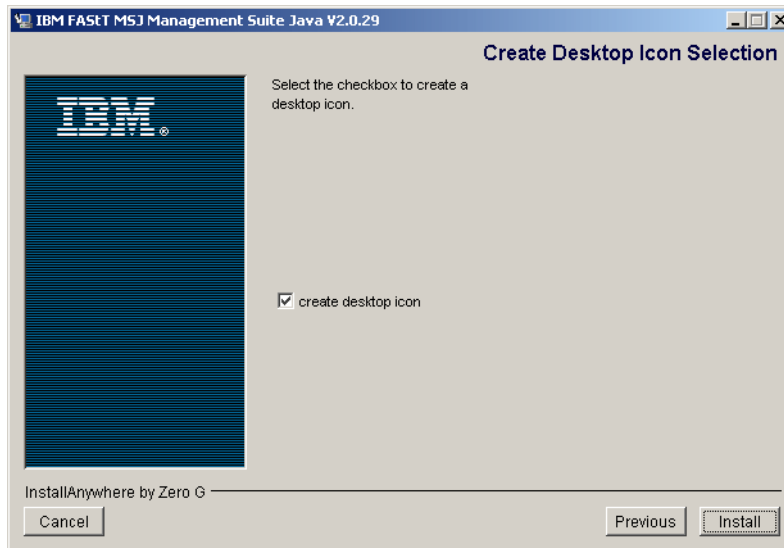 IBM FAStT MSJ Management Suite Java V2.0.29
Create Desktop Icon Selection
IBM®
Select the checkbox to create a
desktop icon.
create desktop icon
InstallAnywhere by Zero G
Cancel
Previous
Install